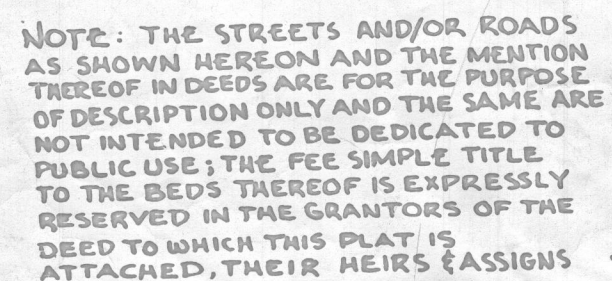 NOTE: THE STREETS AND/OR ROADS
AS SHOWN HEREON AND THE MENTION
THEREOF IN DEEDS ARE FOR THE PURPOSE
OF DESCRIPTION ONLY AND THE SAME ARE
NOT INTENDED TO BE DEDICATED TO
PUBLIC USE; THE FEE SIMPLE TITLE
TO THE BEDS THEREOF IS EXPRESSLY
RESERVED IN THE GRANTORS OF THE
DEED TO WHICH THIS PLAT IS
ATTACHED, THEIR HEIRS & ASSIGNS